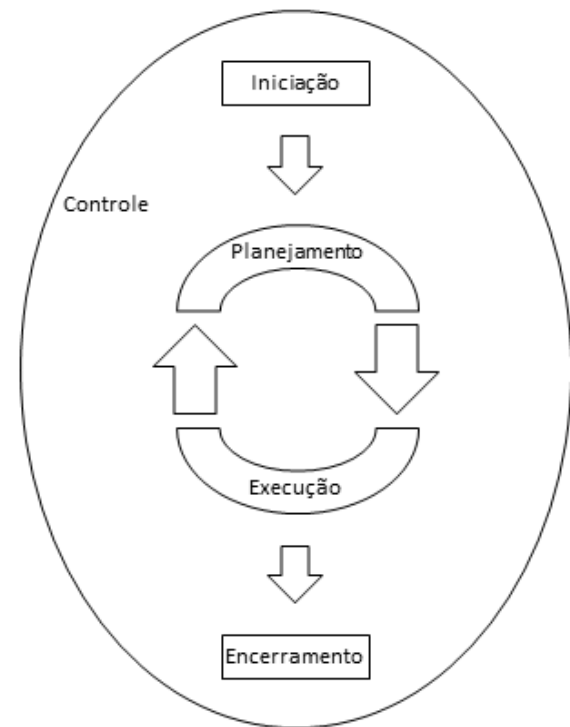 Iniciação
Controle
Planejamento
Execução
Encerramento